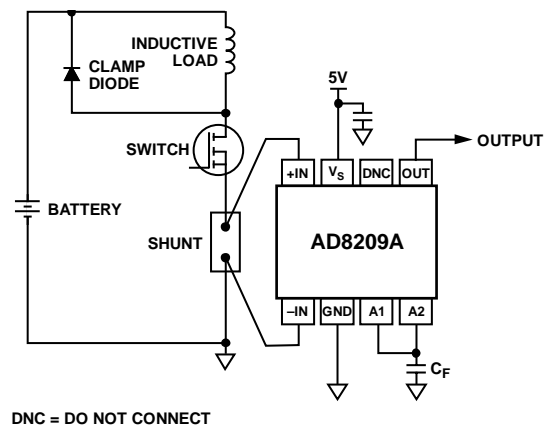 INDUCTIVE
LOAD
CLAMP
DIODE
5V
OUTPUT
SWITCH
+IN
VS
DNC
OUT
BATTERY
SHUNT
AD8209A
–IN
GND
A1
A2
CF
DNC = DO NOT CONNECT